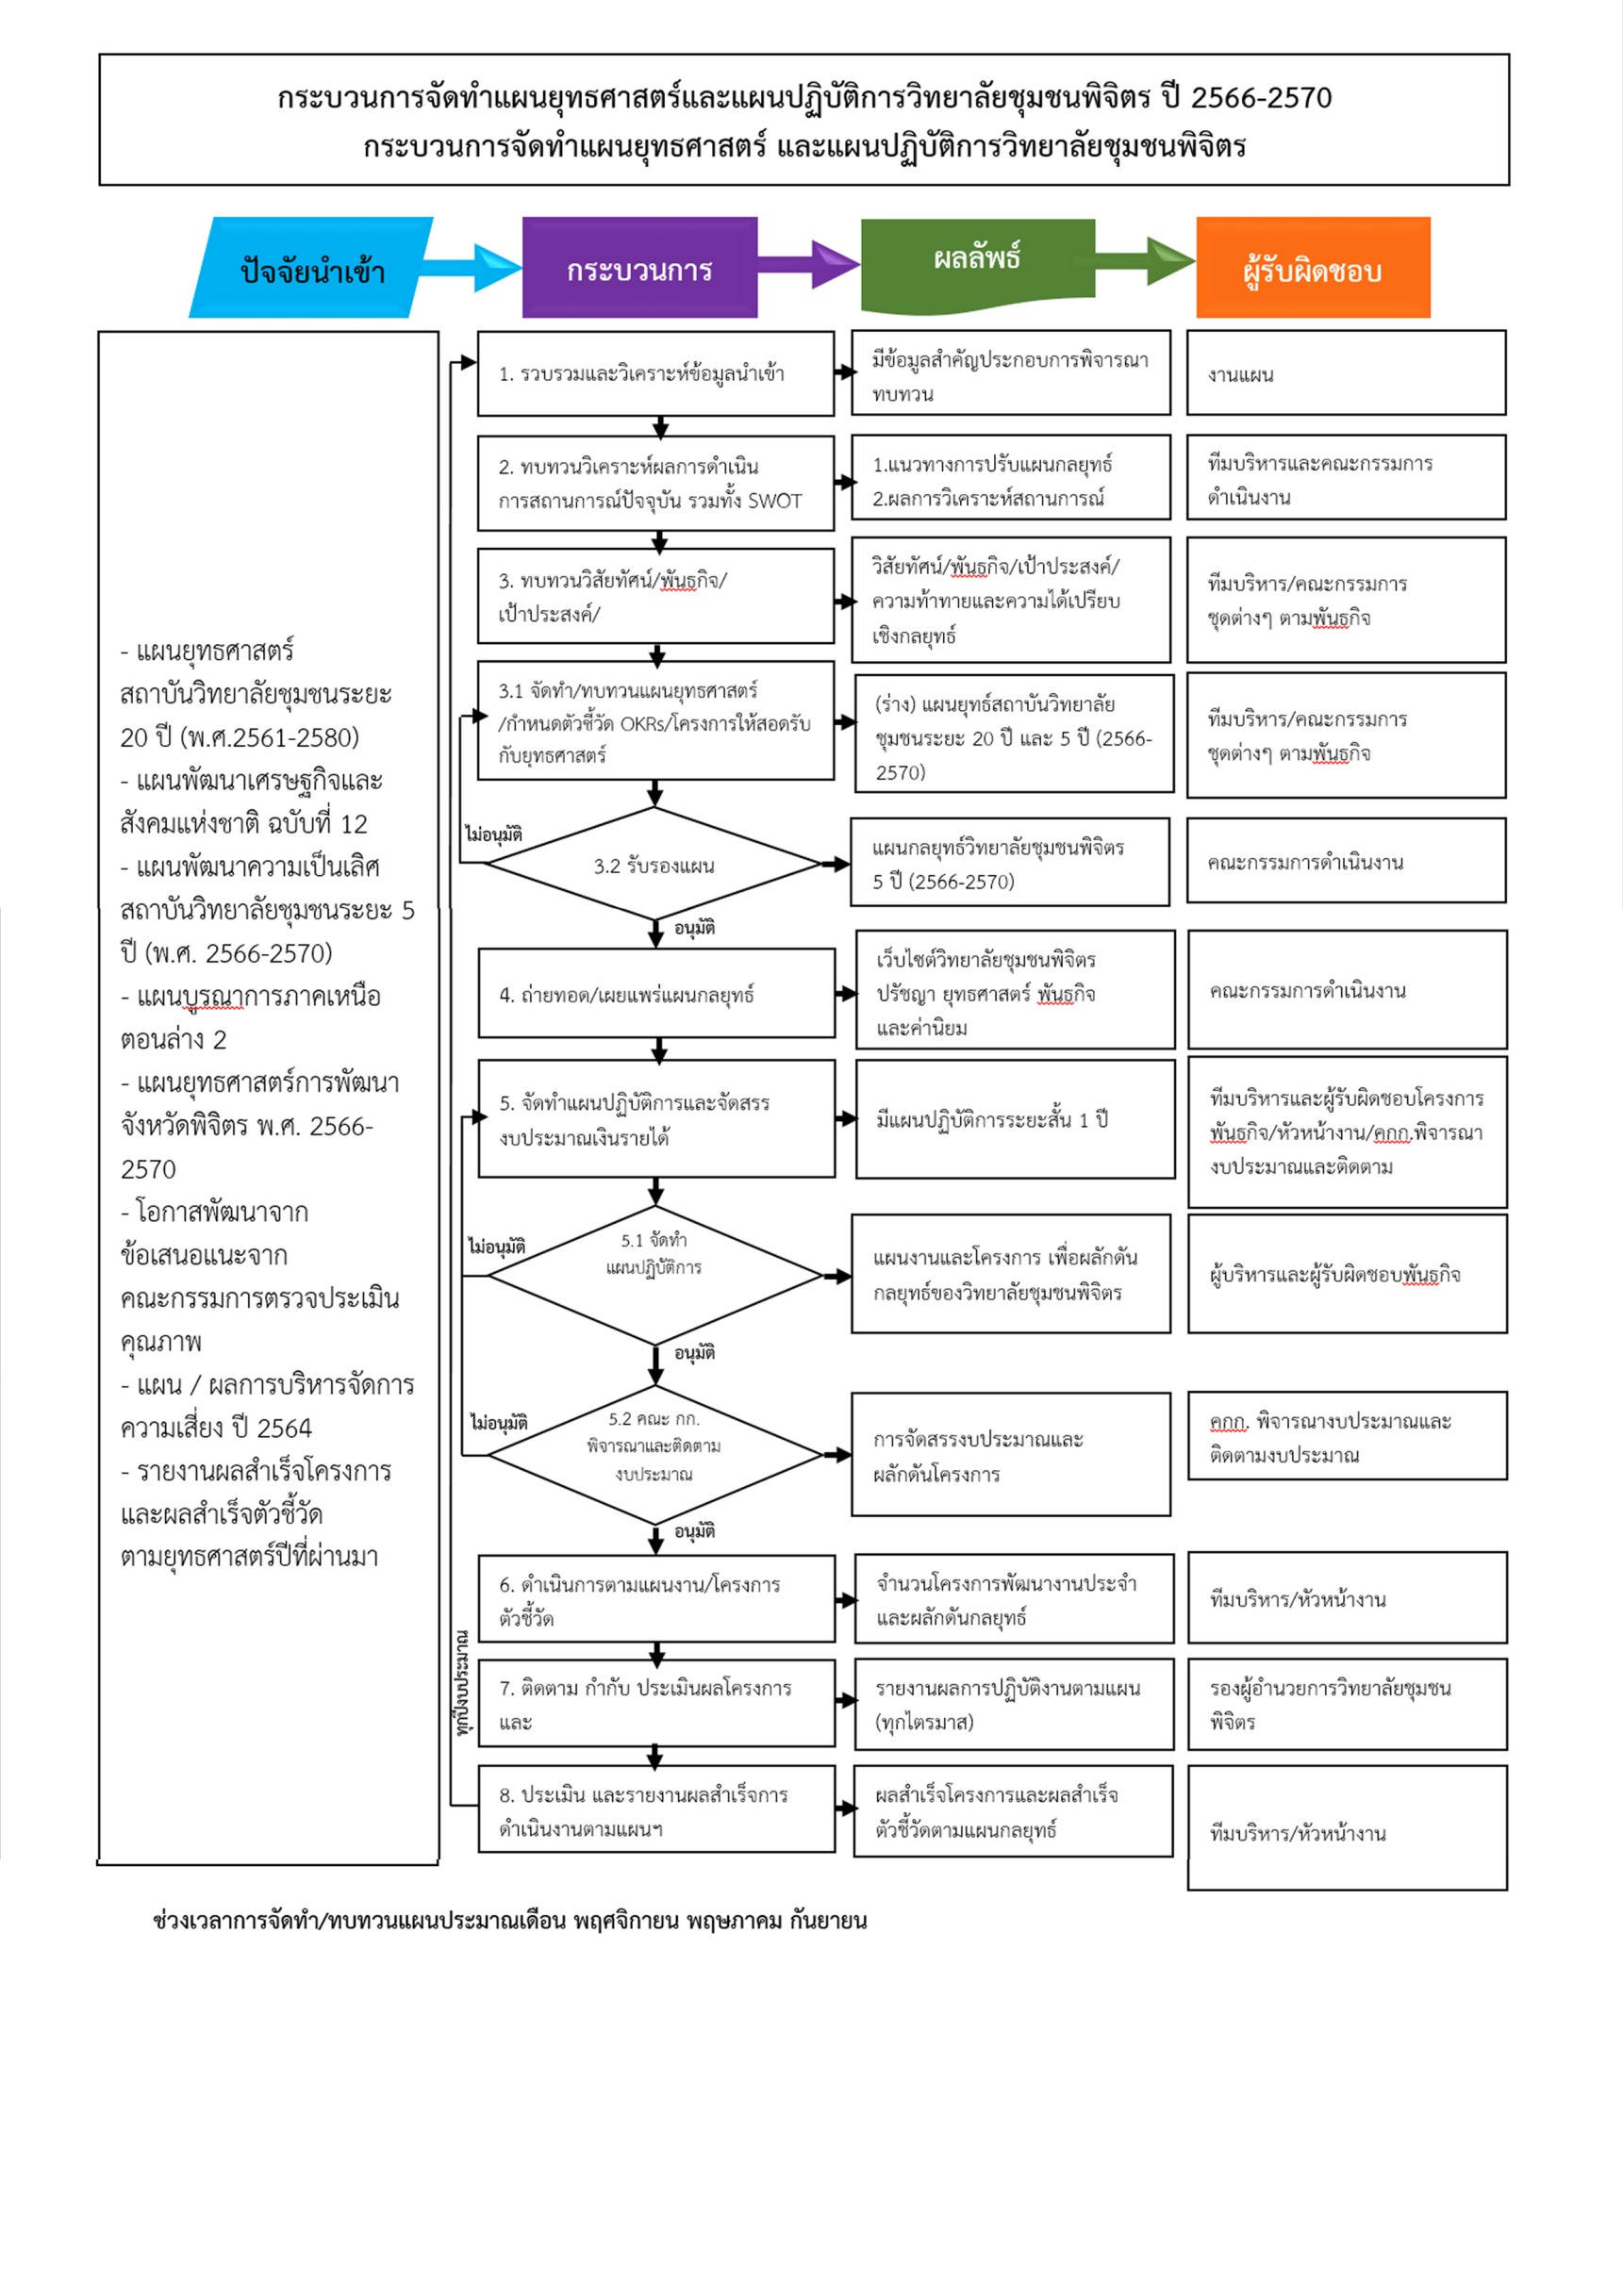 กระบวนการจัดทำแผนยุทธศาสตร์และแผนปฏิบัติการวิทยาลัยชุมชนพิจิตร ปี 2566-2570
กระบวนการจัดทำแผนยุทธศาสตร์ และแผนปฏิบัติการวิทยาลัยชุมชนพิจิตร
ปัจจัยนำเข้า
กระบวนการ
ผลลัพธ์
ผู้รับผิดชอบ
- แผนยุทธศาสตร์
สถาบันวิทยาลัยชุมชนระยะ
20 ปี (พ.ศ.2561-2580)
- แผนพัฒนาเศรษฐกิจและ
สังคมแห่งชาติ ฉบับที่ 12
- แผนพัฒนาความเป็นเลิศ
สถาบันวิทยาลัยชุมชนระยะ 5
ปี (พ.ศ. 2566-2570)
- แผนบูรณาการภาคเหนือ
ตอนล่าง 2
- แผนยุทธศาสตร์การพัฒนา
จังหวัดพิจิตร พ.ศ. 2566-
2570
- โอกาสพัฒนาจาก
ข้อเสนอแนะจาก
คณะกรรมการตรวจประเมิน
คุณภาพ
- แผน / ผลการบริหารจัดการ
ความเสี่ยง ปี 2564
- รายงานผลสำเร็จโครงการ
และผลสำเร็จตัวชี้วัด
ตามยุทธศาสตร์ปีที่ผ่านมา
1. รวบรวมและวิเคราะห์ข้อมูลนำเข้า
มีข้อมูลสำคัญประกอบการพิจารณา
ทบทวน
งานแผน
2. ทบทวนวิเคราะห์ผลการดำเนิน
การสถานการณ์ปัจจุบัน รวมทั้ง SWOT
1.แนวทางการปรับแผนกลยุทธ์
2.ผลการวิเคราะห์สถานการณ์
ทีมบริหารและคณะกรรมการ
ดำเนินงาน
3. ทบทวนวิสัยทัศน์/พันธกิจ/
เป้าประสงค์/
วิสัยทัศน์/พันธกิจ/เป้าประสงค์/
ความท้าทายและความได้เปรียบ
เชิงกลยุทธ์
ทีมบริหาร/คณะกรรมการ
ชุดต่างๆ ตามพันธกิจ
3.1 จัดทำ/ทบทวนแผนยุทธศาสตร์
/กำหนดตัวชี้วัด OKRs/โครงการให้สอดรับ
กับยุทธศาสตร์
(ร่าง) แผนยุทธ์สถาบันวิทยาลัย
ชุมชนระยะ 20 ปี และ 5 ปี (2566-
2570)
ทีมบริหาร/คณะกรรมการ
ชุดต่างๆ ตามพันธกิจ
ไม่อนุมัติ
3.2 รับรองแผน
แผนกลยุทธ์วิทยาลัยชุมชนพิจิตร
5 ปี (2566-2570)
คณะกรรมการดำเนินงาน
อนุมัติ
4. ถ่ายทอด/เผยแพร่แผนกลยุทธ์
เว็บไซต์วิทยาลัยชุมชนพิจิตร
ปรัชญา ยุทธศาสตร์ พันธกิจ
และค่านิยม
คณะกรรมการดำเนินงาน
5. จัดทำแผนปฏิบัติการและจัดสรร
งบประมาณเงินรายได้
มีแผนปฏิบัติการระยะสั้น 1 ปี
ทีมบริหารและผู้รับผิดชอบโครงการ
พันธกิจ/หัวหน้างาน/คกก.พิจารณา
งบประมาณและติดตาม
ไม่อนุมัติ
5.1 จัดทำ
แผนปฏิบัติการ
แผนงานและโครงการ เพื่อผลักดัน
กลยุทธ์ของวิทยาลัยชุมชนพิจิตร
ผู้บริหารและผู้รับผิดชอบพันธกิจ
อนุมัติ
ไม่อนุมัติ
5.2 คณะ กก.
พิจารณาและติดตาม
งบประมาณ
การจัดสรรงบประมาณและ
ผลักดันโครงการ
คกก. พิจารณางบประมาณและ
ติดตามงบประมาณ
อนุมัติ
6. ดำเนินการตามแผนงาน/โครงการ
ตัวชี้วัด
จำนวนโครงการพัฒนางานประจำ
และผลักดันกลยุทธ์
ทีมบริหาร/หัวหน้างาน
ทุกปีงบประมาณ
7. ติดตาม กำกับ ประเมินผลโครงการ
และ
รายงานผลการปฏิบัติงานตามแผน
(ทุกไตรมาส)
รองผู้อำนวยการวิทยาลัยชุมชน
พิจิตร
8. ประเมิน และรายงานผลสำเร็จการ
ดำเนินงานตามแผนฯ
ผลสำเร็จโครงการและผลสำเร็จ
ตัวชี้วัดตามแผนกลยุทธ์
ทีมบริหาร/หัวหน้างาน
ช่วงเวลาการจัดทำ/ทบทวนแผนประมาณเดือน พฤศจิกายน พฤษภาคม กันยายน